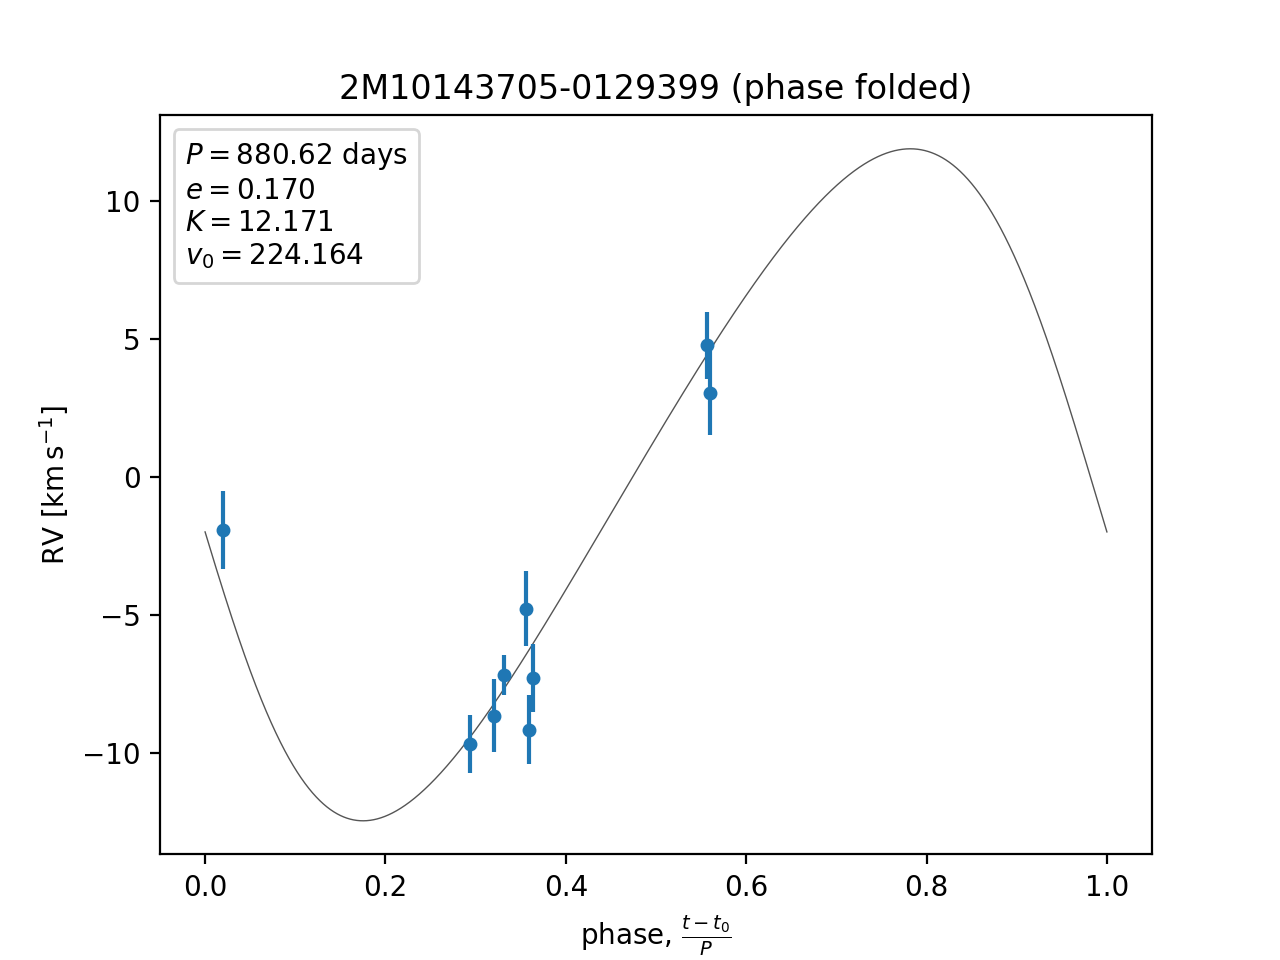 2M10143705-0129399 (phase folded)
P = 880.62 days
e = 0.170
K = 12.171
v₀ = 224.164
10
5
0
−5
−10
RV [km s⁻¹]
0.0 0.2 0.4 0.6 0.8 1.0
phase, (t − t₀)/P